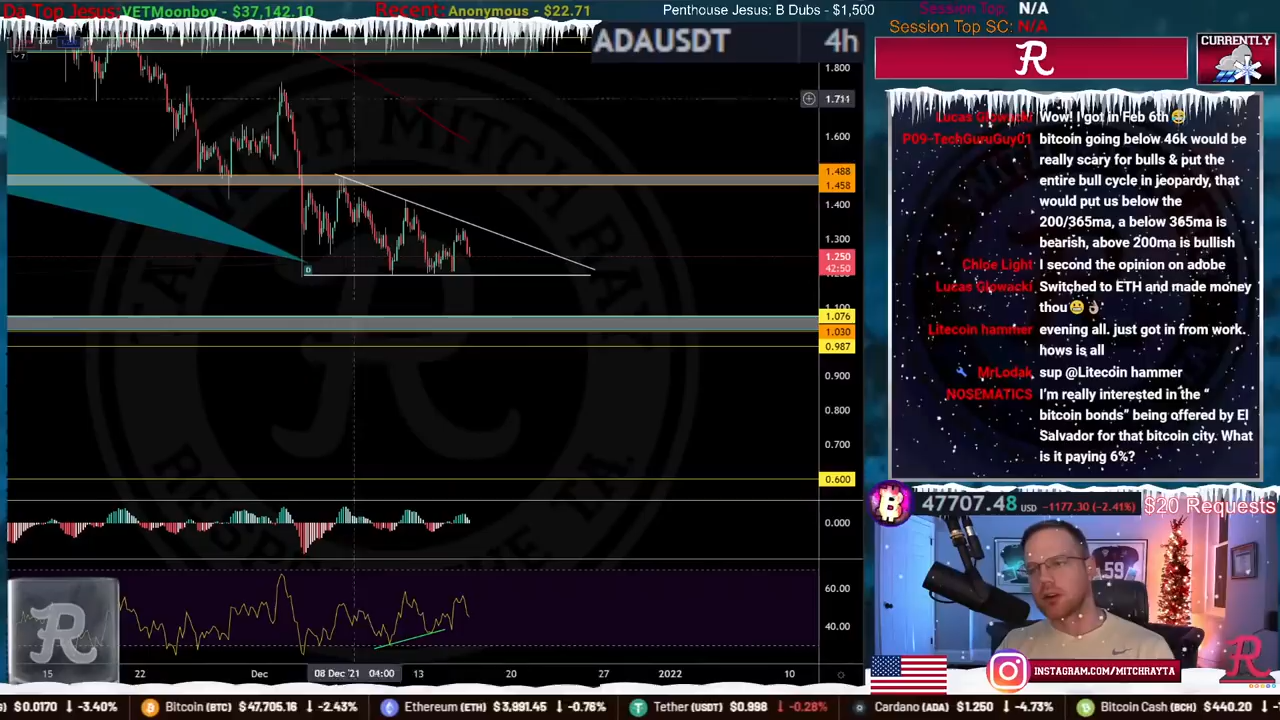 Da Top Jesus: VETMoonboy - $37,142.10
Recent: Anonymous - $22.71
Penthouse Jesus: B Dubs - $1,500
Session Top: N/A
Session Top SC: N/A
ADAUSDT 4h
R
CURRENTLY
1.800
1.711
1.600
1.488
1.458
1.400
1.300
1.250
42:50
1.100
1.076
1.030
0.987
0.900
0.800
0.700
0.600
0.000
60.00
40.00
D
15 22 Dec 08 Dec '21 04:00 13 20 27 2022 10
Lucas Glowacki Wow! I got in Feb 6th😅
P09-TechGuruGuy01 bitcoin going below 46k would be
really scary for bulls & put the
entire bull cycle in jeopardy, that
would put us below the
200/365ma, a below 365ma is
bearish, above 200ma is bullish
Chloe Light I second the opinion on adobe
Lucas Glowacki Switched to ETH and made money
thou😬👌🏼
Litecoin hammer evening all. just got in from work.
hows is all
MrLodak sup @Litecoin hammer
NOSEMATICS I'm really interested in the “
bitcoin bonds” being offered by El
Salvador for that bitcoin city. What
is it paying 6%?
47707.48 USD -1177.30 (-2.41%) $20 Requests
59
INSTAGRAM.COM/MITCHRAYTA
R
R
$0.0170 -3.40% Bitcoin (BTC) $47,705.16 -2.43% Ethereum (ETH) $3,991.45 -0.76% Tether (USDT) $0.998 -0.28% Cardano (ADA) $1.250 -4.73% Bitcoin Cash (BCH) $440.20